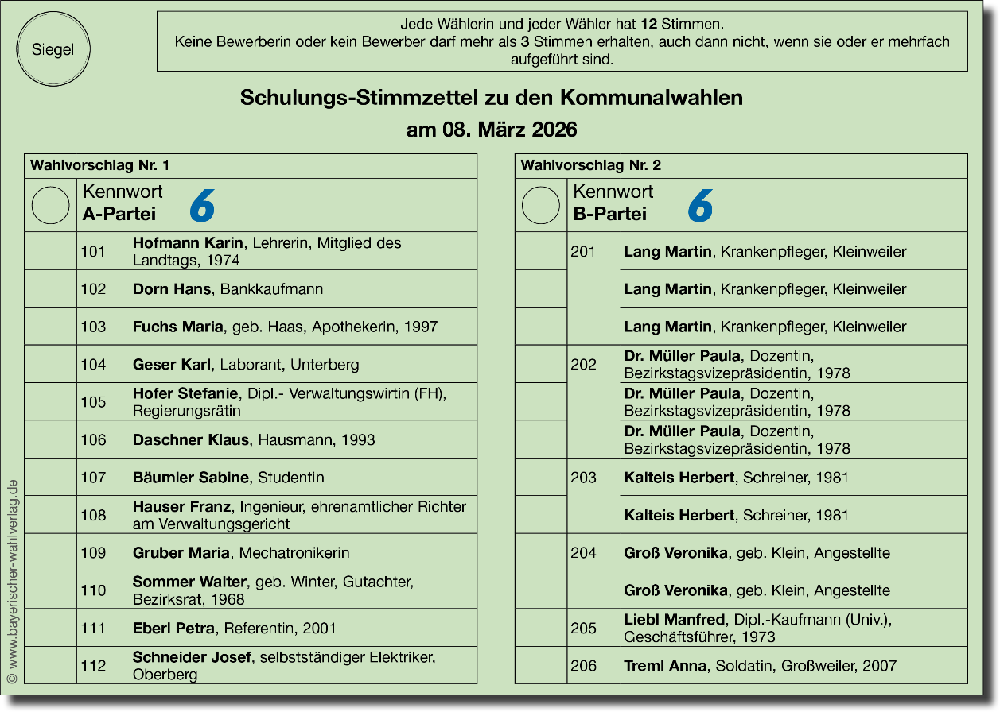 Siegel
Jede Wählerin und jeder Wähler hat 12 Stimmen.
Keine Bewerberin oder kein Bewerber darf mehr als 3 Stimmen erhalten, auch dann nicht, wenn sie oder er mehrfach
aufgeführt sind.
Schulungs-Stimmzettel zu den Kommunalwahlen
am 08. März 2026
Wahlvorschlag Nr. 1
Kennwort
A-Partei 6
101 Hofmann Karin, Lehrerin, Mitglied des
Landtags, 1974
102 Dorn Hans, Bankkaufmann
103 Fuchs Maria, geb. Haas, Apothekerin, 1997
104 Geser Karl, Laborant, Unterberg
105 Hofer Stefanie, Dipl.- Verwaltungswirtin (FH),
Regierungsrätin
106 Daschner Klaus, Hausmann, 1993
107 Bäumler Sabine, Studentin
108 Hauser Franz, Ingenieur, ehrenamtlicher Richter
am Verwaltungsgericht
109 Gruber Maria, Mechatronikerin
110 Sommer Walter, geb. Winter, Gutachter,
Bezirksrat, 1968
111 Eberl Petra, Referentin, 2001
112 Schneider Josef, selbstständiger Elektriker,
Oberberg
Wahlvorschlag Nr. 2
Kennwort
B-Partei 6
201 Lang Martin, Krankenpfleger, Kleinweiler
Lang Martin, Krankenpfleger, Kleinweiler
Lang Martin, Krankenpfleger, Kleinweiler
202 Dr. Müller Paula, Dozentin,
Bezirkstagsvizepräsidentin, 1978
Dr. Müller Paula, Dozentin,
Bezirkstagsvizepräsidentin, 1978
Dr. Müller Paula, Dozentin,
Bezirkstagsvizepräsidentin, 1978
203 Kalteis Herbert, Schreiner, 1981
Kalteis Herbert, Schreiner, 1981
204 Groß Veronika, geb. Klein, Angestellte
Groß Veronika, geb. Klein, Angestellte
205 Liebl Manfred, Dipl.-Kaufmann (Univ.),
Geschäftsführer, 1973
206 Treml Anna, Soldatin, Großweiler, 2007
© www.bayerischer-wahlverlag.de